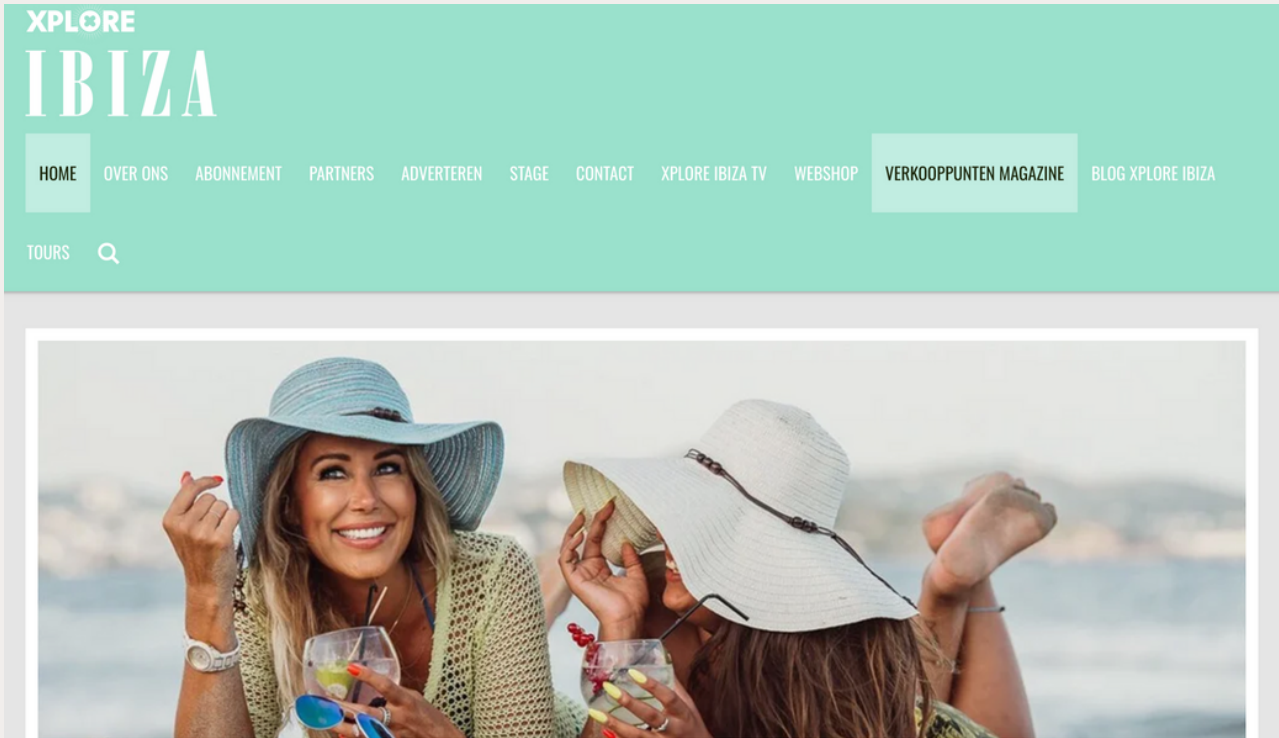 XPLORE
IBIZA
HOME OVER ONS ABONNEMENT PARTNERS ADVERTEREN STAGE CONTACT XPLORE IBIZA TV WEBSHOP VERKOOPPUNTEN MAGAZINE BLOG XPLORE IBIZA
TOURS